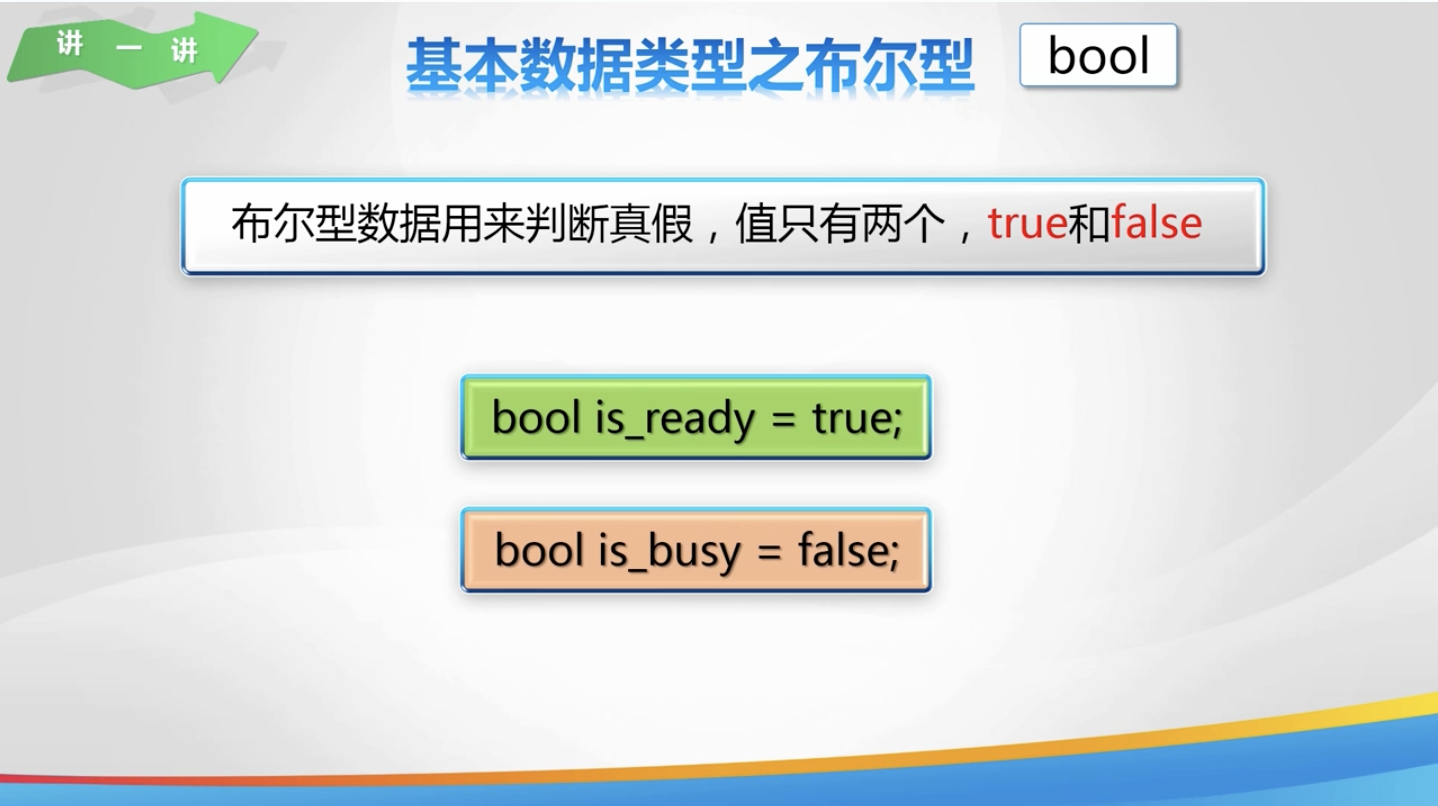 讲 一 讲
基本数据类型之布尔型
bool
布尔型数据用来判断真假，值只有两个，true和false
bool is_ready = true;
bool is_busy = false;